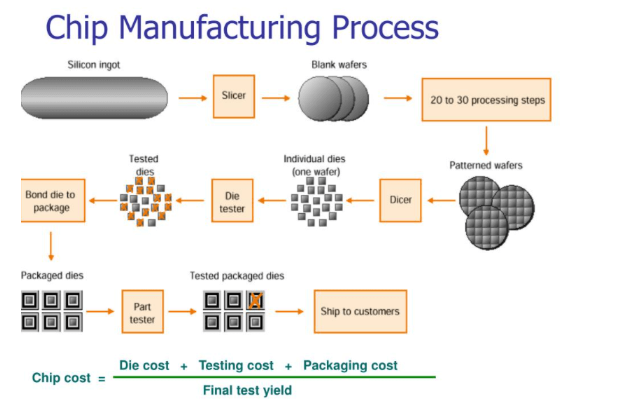 Chip Manufacturing Process
Silicon ingot
Slicer
Blank wafers
20 to 30 processing steps
Patterned wafers
Dicer
Individual dies
(one wafer)
Die
tester
Tested
dies
Bond die to
package
Packaged dies
Part
tester
Tested packaged dies
Ship to customers
Chip cost =
Die cost + Testing cost + Packaging cost
Final test yield